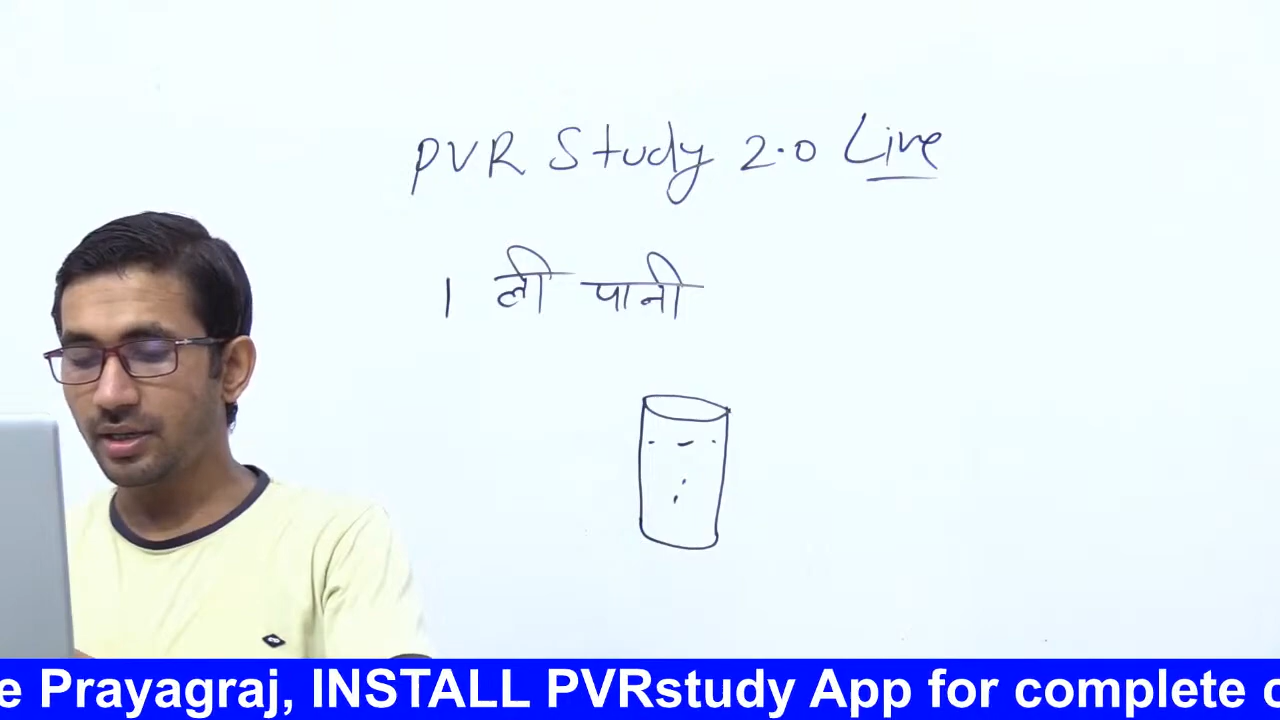 PVR Study 2.0 Live
1 ली पानी
e Prayagraj, INSTALL PVRstudy App for complete c